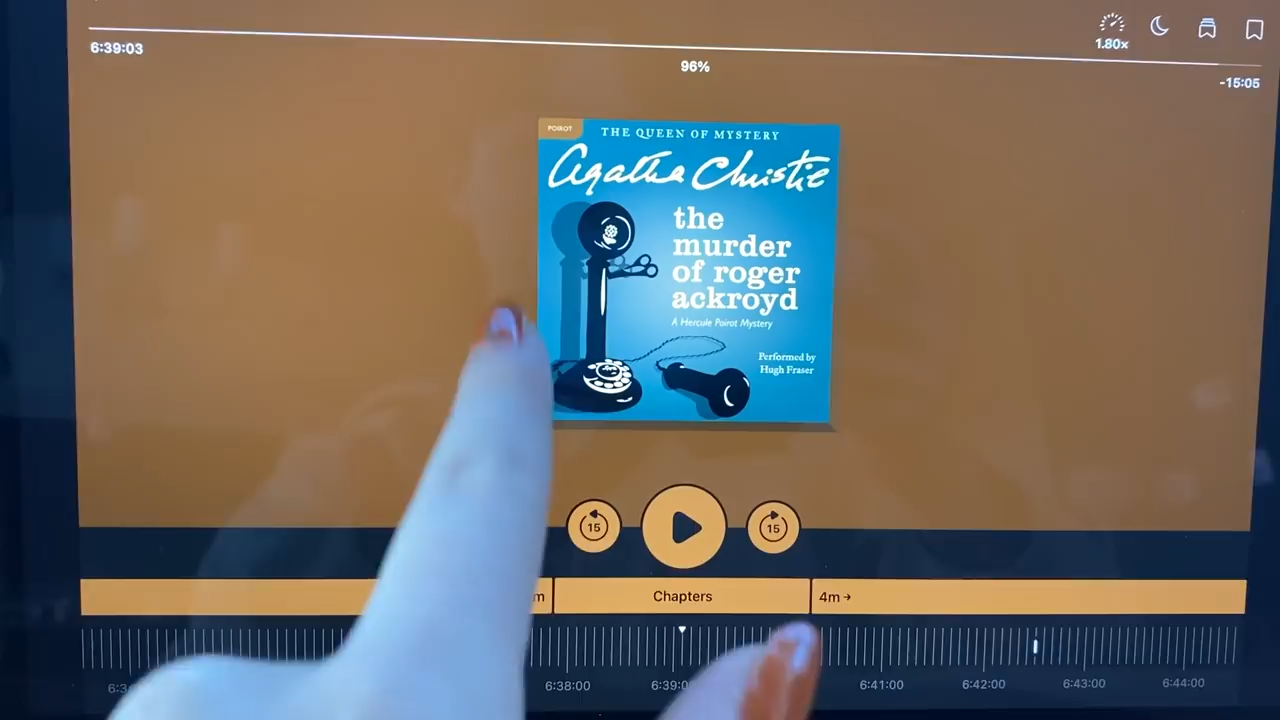 1.80x
6:39:03
96%
-15:05
POIROT
THE QUEEN OF MYSTERY
Agatha Christie
the
murder
of roger
ackroyd
A Hercule Poirot Mystery
Performed by
Hugh Fraser
15
15
Chapters
4m→
6:38:00
6:41:00
6:42:00
6:43:00
6:44:00